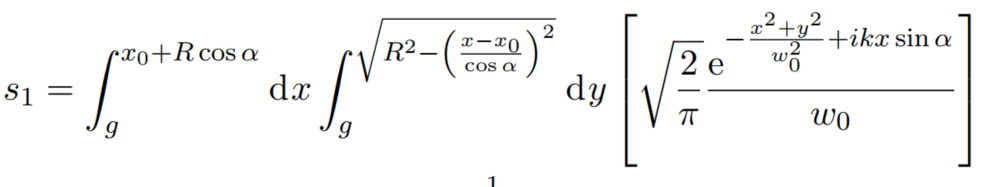 s_1 = \int_g^{x_0+R\cos\alpha} dx \int_g^{\sqrt{R^2-\left(\frac{x-x_0}{\cos\alpha}\right)^2}} dy \left[ \sqrt{\frac{2}{\pi}} \frac{e^{-\frac{x^2+y^2}{w_0^2}+ikx\sin\alpha}}{w_0} \right]
1